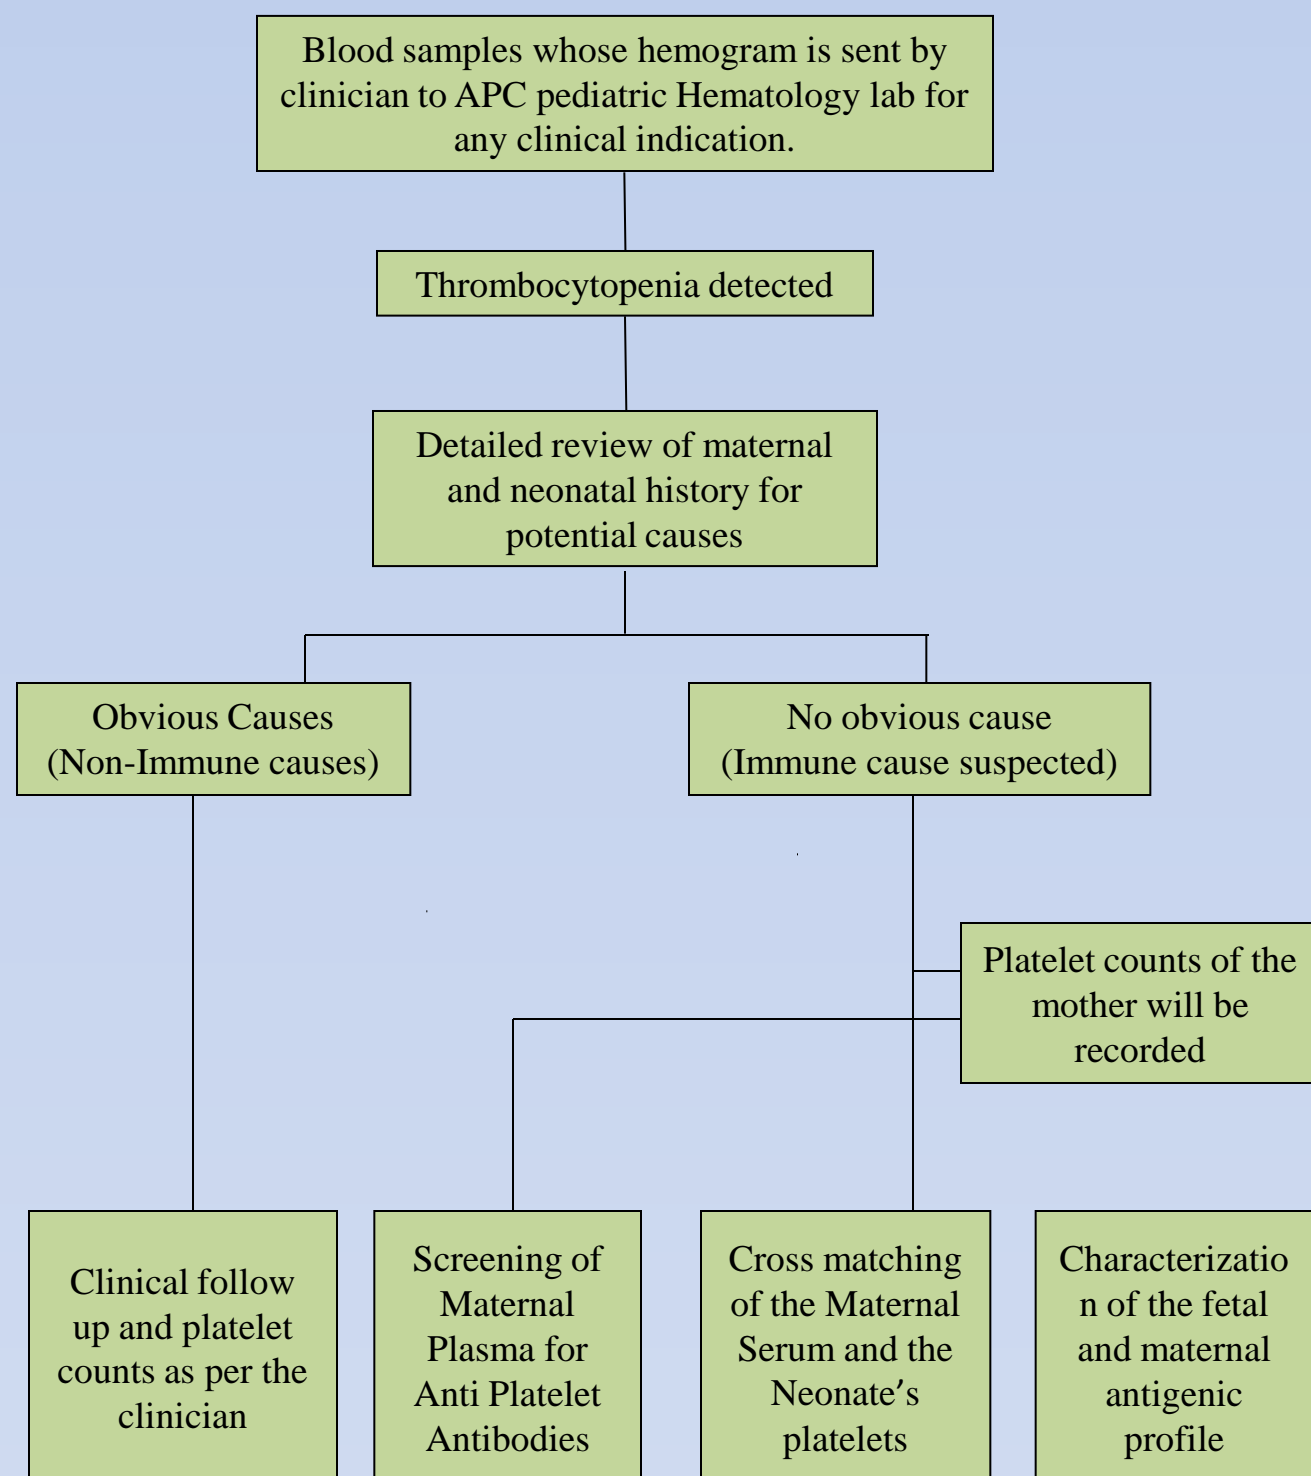 Blood samples whose hemogram is sent by
clinician to APC pediatric Hematology lab for
any clinical indication.
Thrombocytopenia detected
Detailed review of maternal
and neonatal history for
potential causes
Obvious Causes
(Non-Immune causes)
No obvious cause
(Immune cause suspected)
Platelet counts of the
mother will be
recorded
Clinical follow
up and platelet
counts as per the
clinician
Screening of
Maternal
Plasma for
Anti Platelet
Antibodies
Cross matching
of the Maternal
Serum and the
Neonate’s
platelets
Characterizatio
n of the fetal
and maternal
antigenic
profile